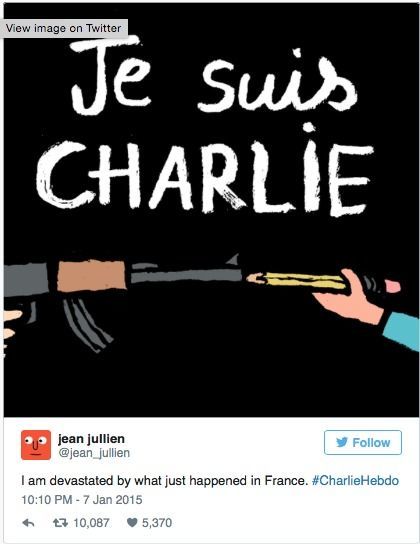 View image on Twitter
Je suis
CHARLIE
jean jullien
@jean_jullien
Follow
I am devastated by what just happened in France. #CharlieHebdo
10:10 PM - 7 Jan 2015
10,087 5,370